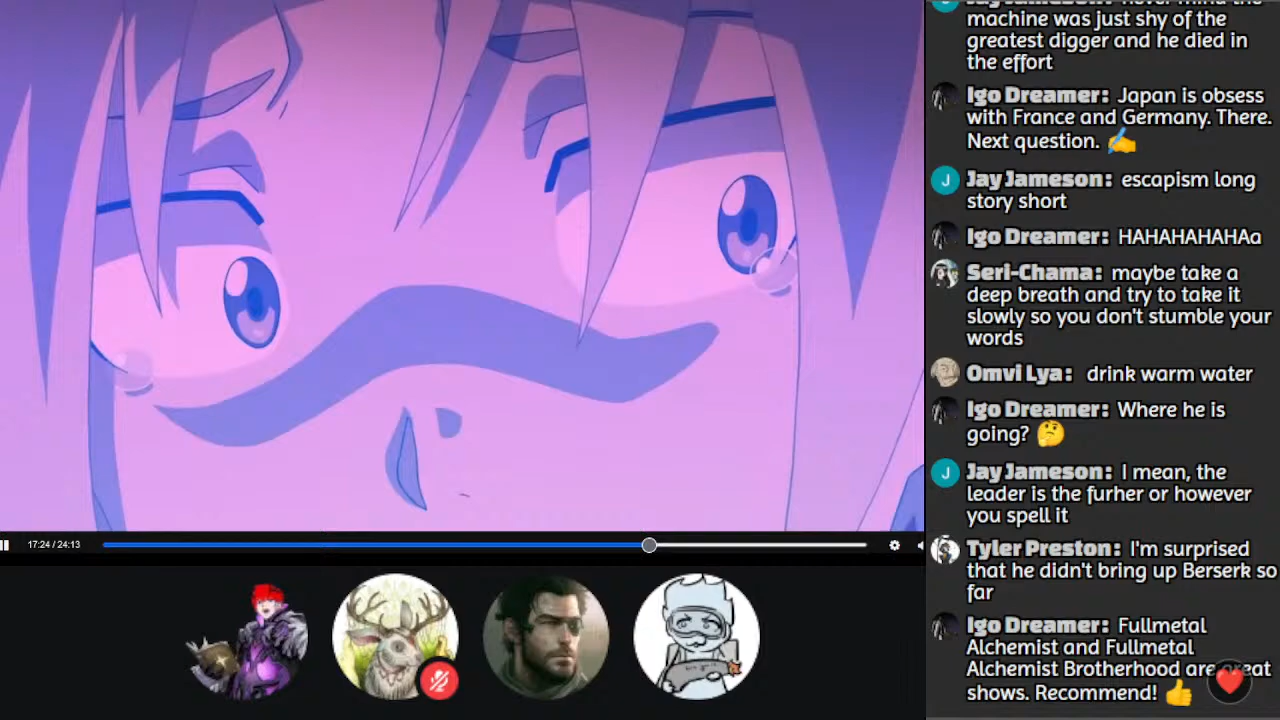 17:24 / 24:13
machine was just shy of the
greatest digger and he died in
the effort
Igo Dreamer: Japan is obsess
with France and Germany. There.
Next question. ✍️
J
Jay Jameson: escapism long
story short
Igo Dreamer: HAHAHAHAHAa
Seri-Chama: maybe take a
deep breath and try to take it
slowly so you don't stumble your
words
Omvi Lya: drink warm water
Igo Dreamer: Where he is
going? 🤔
J
Jay Jameson: I mean, the
leader is the furher or however
you spell it
Tyler Preston: I'm surprised
that he didn't bring up Berserk so
far
Igo Dreamer: Fullmetal
Alchemist and Fullmetal
Alchemist Brotherhood are great
shows. Recommend! 👍